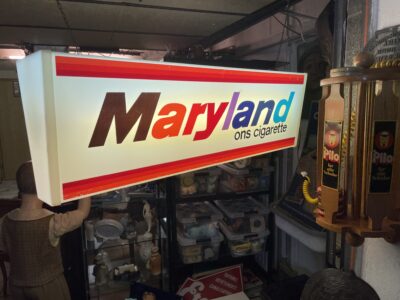 Maryland
ons cigarette
Pilo
Pilo